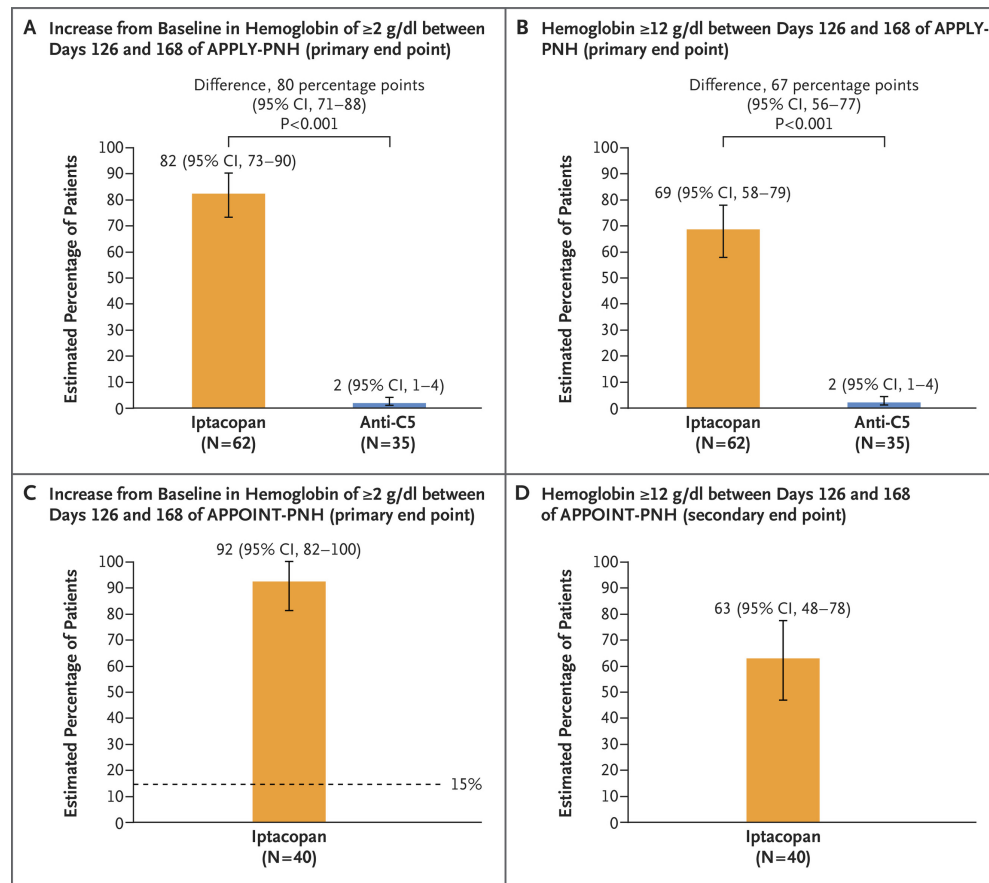 A Increase from Baseline in Hemoglobin of ≥2 g/dl between
Days 126 and 168 of APPLY-PNH (primary end point)
Difference, 80 percentage points
(95% CI, 71–88)
P<0.001
Estimated Percentage of Patients
100
90
80
70
60
50
40
30
20
10
0
82 (95% CI, 73–90)
2 (95% CI, 1–4)
Iptacopan
(N=62)
Anti-C5
(N=35)
B Hemoglobin ≥12 g/dl between Days 126 and 168 of APPLY-
PNH (primary end point)
Difference, 67 percentage points
(95% CI, 56–77)
P<0.001
Estimated Percentage of Patients
100
90
80
70
60
50
40
30
20
10
0
69 (95% CI, 58–79)
2 (95% CI, 1–4)
Iptacopan
(N=62)
Anti-C5
(N=35)
C Increase from Baseline in Hemoglobin of ≥2 g/dl between
Days 126 and 168 of APPOINT-PNH (primary end point)
92 (95% CI, 82–100)
Estimated Percentage of Patients
100
90
80
70
60
50
40
30
20
10
0
15%
Iptacopan
(N=40)
D Hemoglobin ≥12 g/dl between Days 126 and 168
of APPOINT-PNH (secondary end point)
63 (95% CI, 48–78)
Estimated Percentage of Patients
100
90
80
70
60
50
40
30
20
10
0
Iptacopan
(N=40)